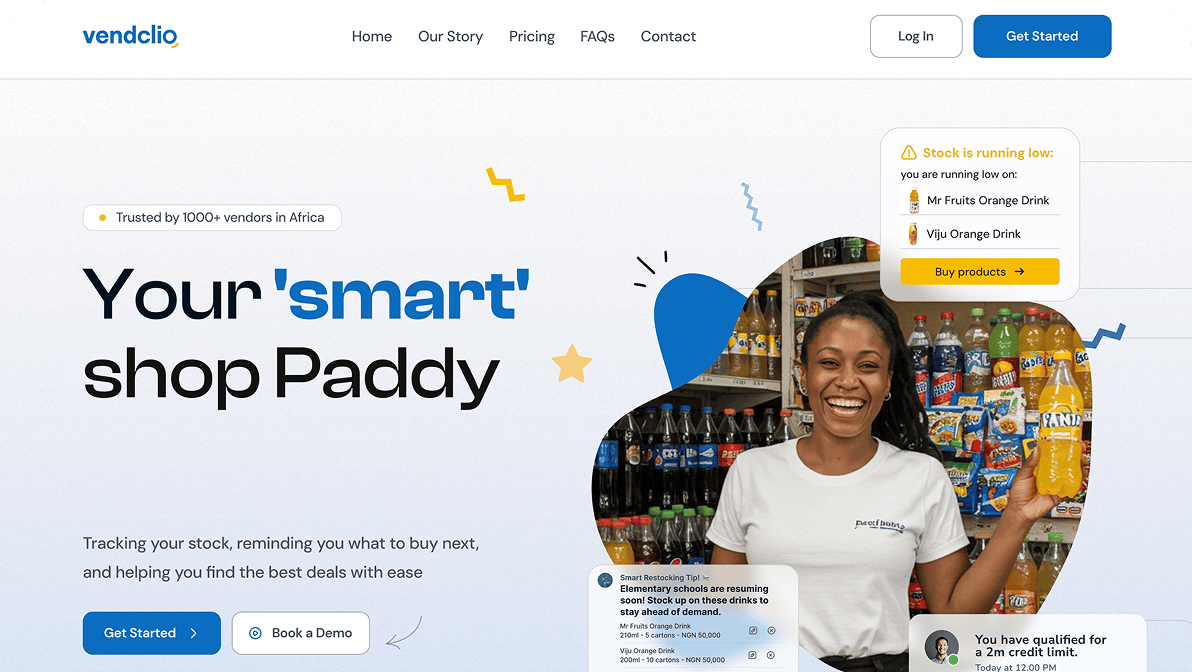 vendclio
Home Our Story Pricing FAQs Contact
Log In
Get Started
Trusted by 1000+ vendors in Africa
Your 'smart'
shop Paddy
Tracking your stock, reminding you what to buy next,
and helping you find the best deals with ease
Get Started
Book a Demo
Stock is running low:
you are running low on:
Mr Fruits Orange Drink
Viju Orange Drink
Buy products →
Smart Restocking Tip!
Elementary schools are resuming
soon! Stock up on these drinks to
stay ahead of demand.
Mr Fruits Orange Drink
210ml - 5 cartons - NGN 50,000
Viju Orange Drink
200ml - 10 cartons - NGN 50,000
You have qualified for
a 2m credit limit.
Today at 12.00 PM